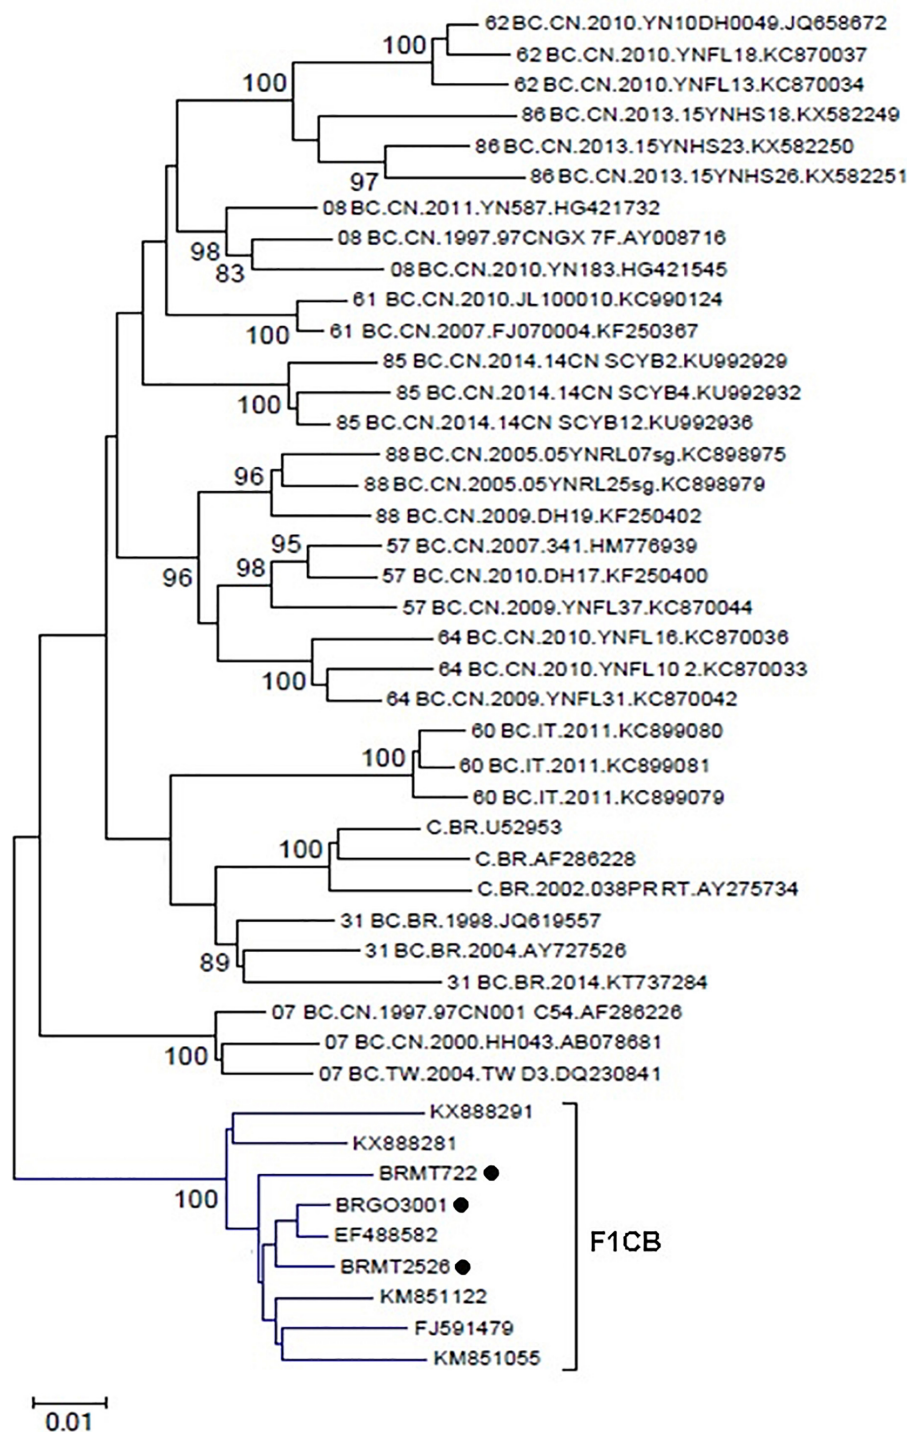 62 BC.CN.2010.YN10DH0049.JQ658672
100
62 BC.CN.2010.YNFL18.KC870037
100
62 BC.CN.2010.YNFL13.KC870034
86 BC.CN.2013.15YNHS18.KX582249
86 BC.CN.2013.15YNHS23.KX582250
97
86 BC.CN.2013.15YNHS26.KX582251
08 BC.CN.2011.YN587.HG421732
98
08 BC.CN.1997.97CNGX 7F.AY008716
83
08 BC.CN.2010.YN183.HG421545
61 BC.CN.2010.JL100010.KC990124
100
61 BC.CN.2007.FJ070004.KF250367
85 BC.CN.2014.14CN SCYB2.KU992929
85 BC.CN.2014.14CN SCYB4.KU992932
100
85 BC.CN.2014.14CN SCYB12.KU992936
88 BC.CN.2005.05YNRL07sg.KC898975
96
88 BC.CN.2005.05YNRL25sg.KC898979
88 BC.CN.2009.DH19.KF250402
95
57 BC.CN.2007.341.HM776939
98
96
57 BC.CN.2010.DH17.KF250400
57 BC.CN.2009.YNFL37.KC870044
64 BC.CN.2010.YNFL16.KC870036
64 BC.CN.2010.YNFL10 2.KC870033
100
64 BC.CN.2009.YNFL31.KC870042
60 BC.IT.2011.KC899080
100
60 BC.IT.2011.KC899081
60 BC.IT.2011.KC899079
C.BR.U52953
100
C.BR.AF286228
C.BR.2002.038PR RT.AY275734
31 BC.BR.1998.JQ619557
31 BC.BR.2004.AY727526
89
31 BC.BR.2014.KT737284
07 BC.CN.1997.97CN001 C54.AF286226
07 BC.CN.2000.HH043.AB078681
100
07 BC.TW.2004.TW D3.DQ230841
KX888291
KX888281
BRMT722
100
BRGO3001
EF488582
F1CB
BRMT2526
KM851122
FJ591479
KM851055
0.01